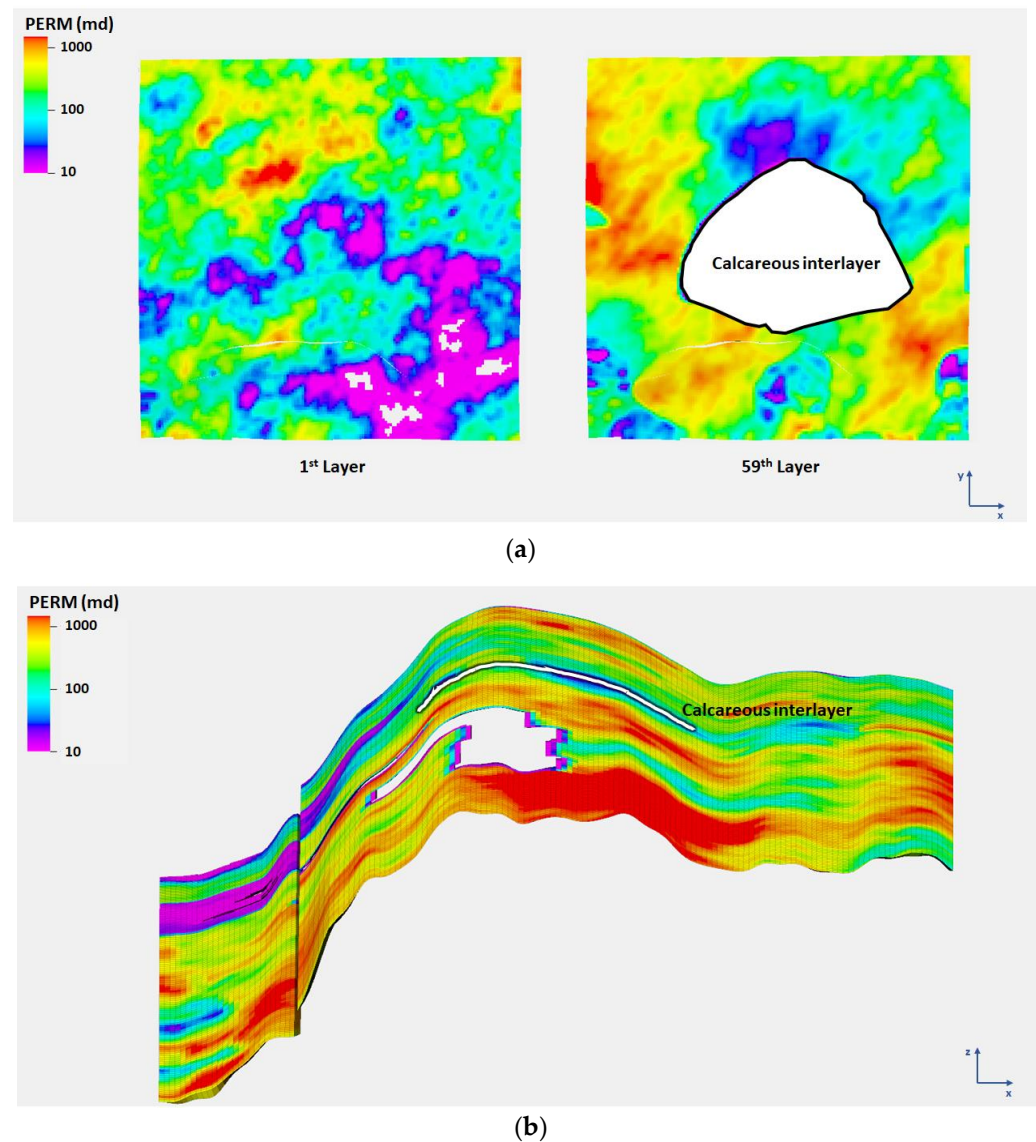 PERM (md)
1000
100
10
Calcareous interlayer
1st Layer
59th Layer
y
x
(a)
PERM (md)
1000
100
10
Calcareous interlayer
z
x
(b)